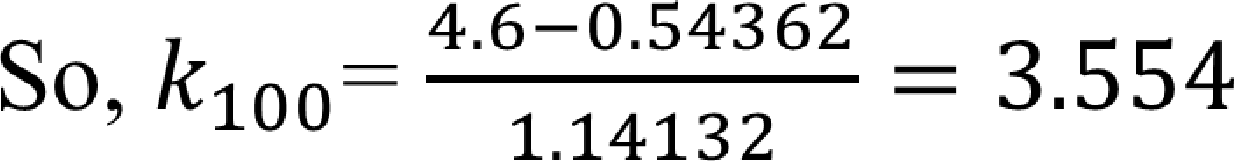 So, k₁₀₀= (4.6−0.54362)/1.14132 = 3.554